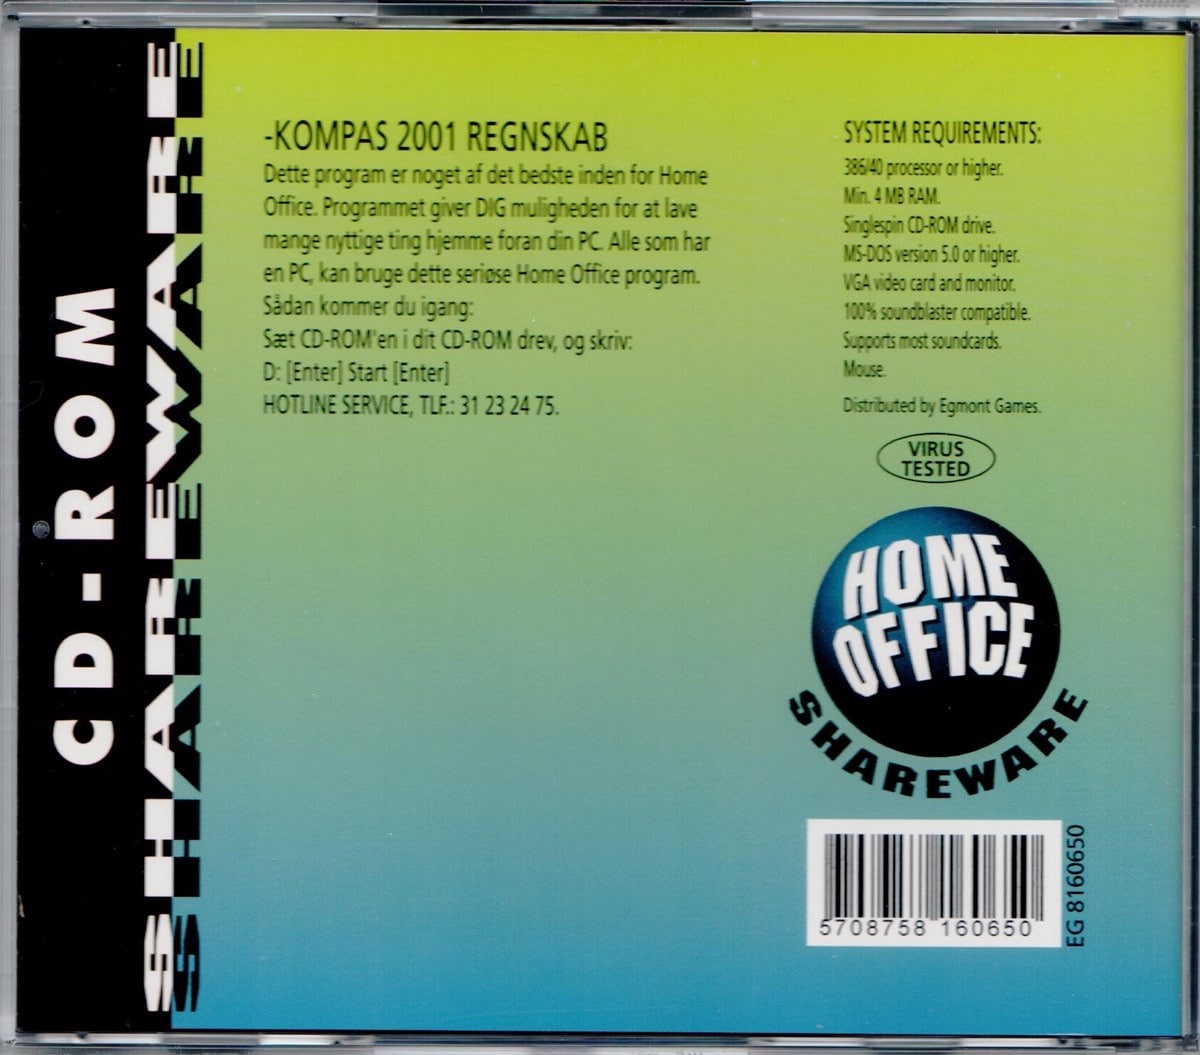 CD-ROM
SHAREWARE
SHAREWARE
-KOMPAS 2001 REGNSKAB
Dette program er noget af det bedste inden for Home
Office. Programmet giver DIG muligheden for at lave
mange nyttige ting hjemme foran din PC. Alle som har
en PC, kan bruge dette seriøse Home Office program.
Sådan kommer du igang:
Sæt CD-ROM'en i dit CD-ROM drev, og skriv:
D: [Enter] Start [Enter]
HOTLINE SERVICE, TLF.: 31 23 24 75.
SYSTEM REQUIREMENTS:
386/40 processor or higher.
Min. 4 MB RAM.
Singlespin CD-ROM drive.
MS-DOS version 5.0 or higher.
VGA video card and monitor.
100% soundblaster compatible.
Supports most soundcards.
Mouse.
Distributed by Egmont Games.
VIRUS
TESTED
HOME
OFFICE
SHAREWARE
5708758 160650
EG 8160650